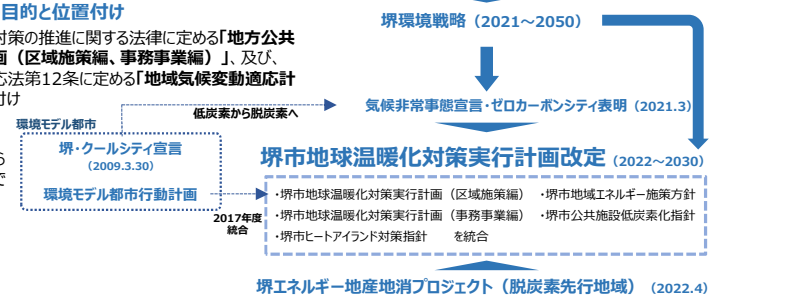 目的と位置付け
対策の推進に関する法律に定める「地方公共
画（区域施策編、事務事業編）」、及び、
応法第12条に定める「地域気候変動適応計
付け
環境モデル都市
堺・クールシティ宣言
（2009.3.30）
環境モデル都市行動計画
ら
で
低炭素から脱炭素へ
2017年度
統合
堺環境戦略（2021～2050）
気候非常事態宣言・ゼロカーボンシティ表明（2021.3）
堺市地球温暖化対策実行計画改定（2022～2030）
・堺市地球温暖化対策実行計画（区域施策編） ・堺市地域エネルギー施策方針
・堺市地球温暖化対策実行計画（事務事業編） ・堺市公共施設低炭素化指針
・堺市ヒートアイランド対策指針 を統合
堺エネルギー地産地消プロジェクト（脱炭素先行地域）（2022.4）